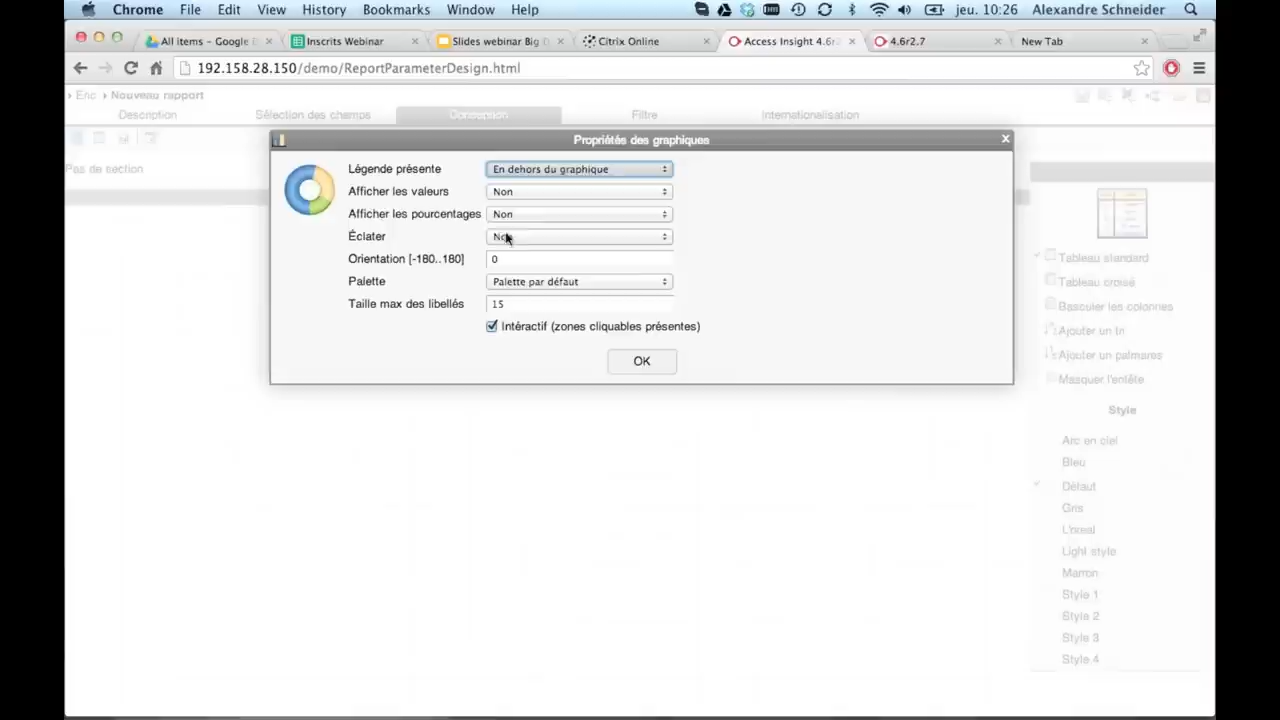 Chrome File Edit View History Bookmarks Window Help jeu. 10:26 Alexandre Schneider
All items - Google D Inscrits Webinar Slides webinar Big D Citrix Online Access Insight 4.6r2 4.6r2.7 New Tab
192.158.28.150/demo/ReportParameterDesign.html
Eric Nouveau rapport
Description Sélection des champs Conception Filtre Internationalisation
Propriétés des graphiques x
Pas de section
Légende présente En dehors du graphique
Afficher les valeurs Non
Afficher les pourcentages Non
Éclater
Orientation [-180..180] 0
Palette Palette par défaut
Taille max des libellés 15
Intéractif (zones cliquables présentes)
OK
Tableau standard
Tableau croisé
Basculer les colonnes
Ajouter un tri
Ajouter un palmares
Masquer l'entête
Style
Arc en ciel
Bleu
Défaut
Gris
L'oreal
Light style
Marron
Style 1
Style 2
Style 3
Style 4